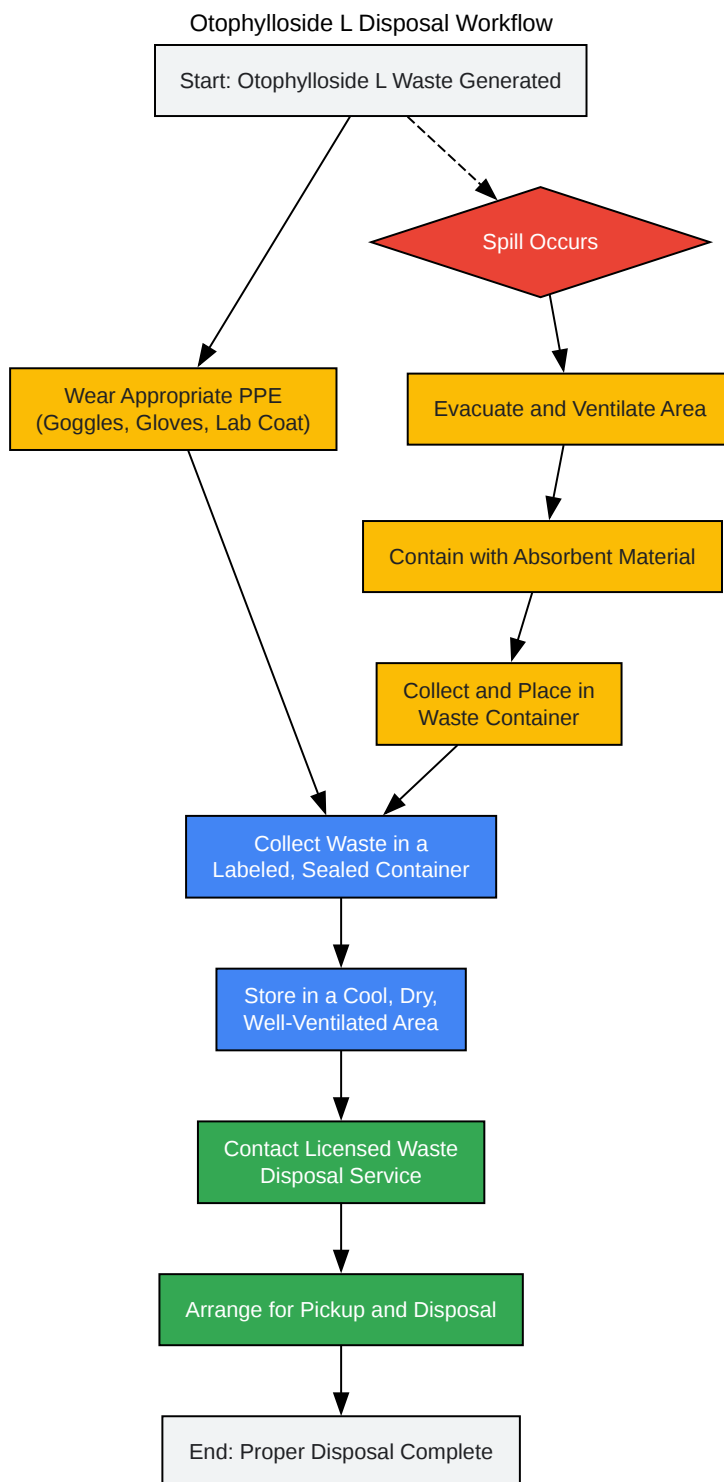 Otophylloside L Disposal Workflow
Start: Otophylloside L Waste Generated
Spill Occurs
Wear Appropriate PPE
(Goggles, Gloves, Lab Coat)
Evacuate and Ventilate Area
Contain with Absorbent Material
Collect and Place in
Waste Container
Collect Waste in a
Labeled, Sealed Container
Store in a Cool, Dry,
Well-Ventilated Area
Contact Licensed Waste
Disposal Service
Arrange for Pickup and Disposal
End: Proper Disposal Complete